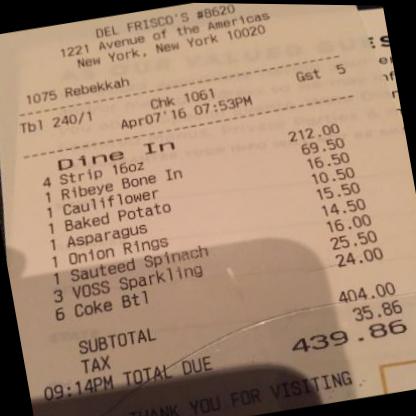 DEL FRISCO'S #8620
1221 Avenue of the Americas
New York, New York 10020
1075 Rebekkah
Tbl 240/1 Chk 1061 Gst 5
Apr07'16 07:53PM
Dine In
4 Strip 16oz 212.00
1 Ribeye Bone In 69.50
1 Cauliflower 16.50
1 Baked Potato 10.50
1 Asparagus 15.50
1 Onion Rings 14.50
1 Sauteed Spinach 16.00
3 VOSS Sparkling 25.50
6 Coke Btl 24.00
SUBTOTAL 404.00
TAX 35.86
09:14PM TOTAL DUE 439.86
THANK YOU FOR VISITING